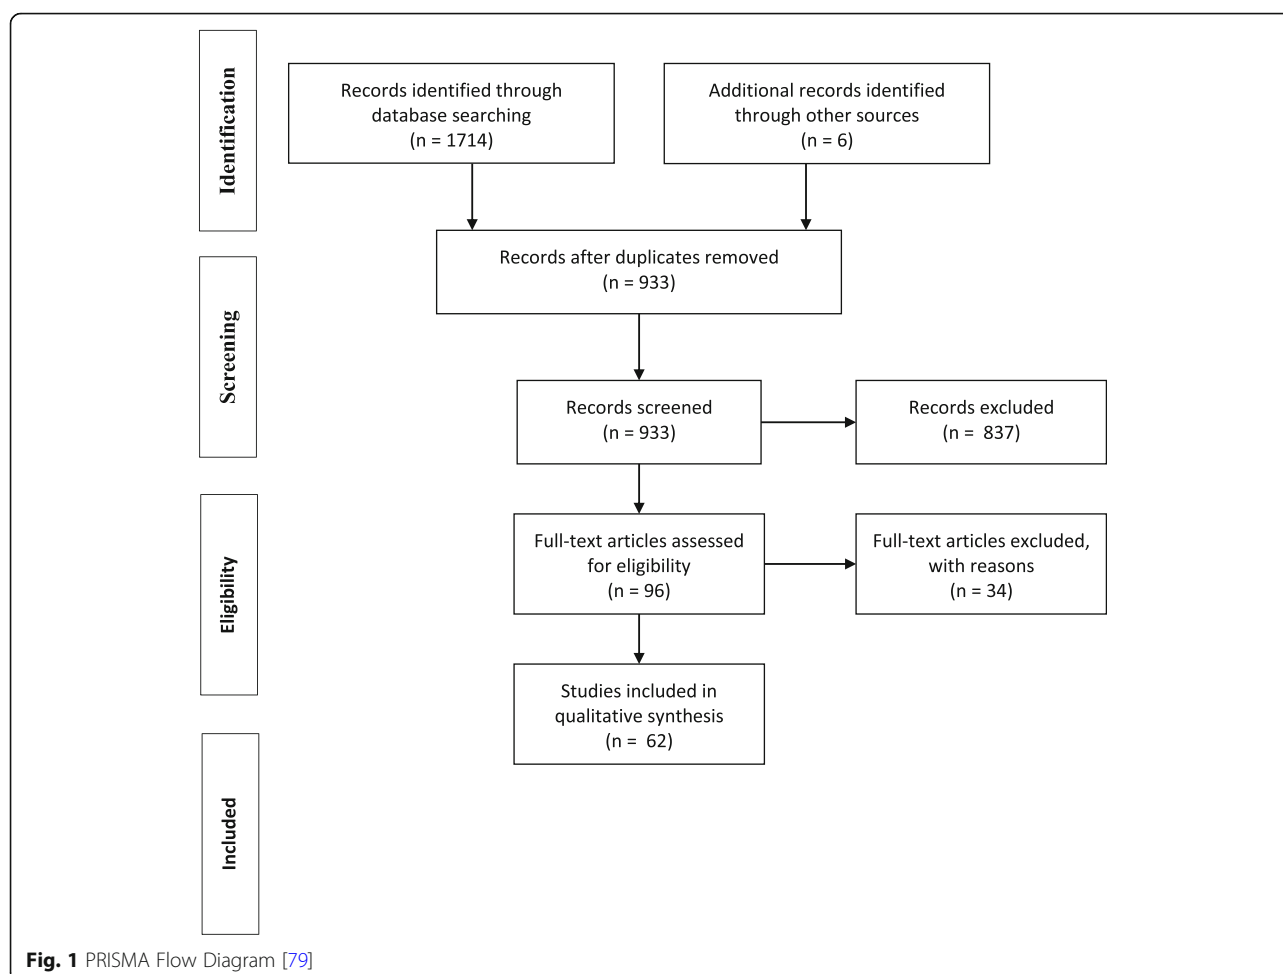 Identification
Records identified through
database searching
(n = 1714)
Additional records identified
through other sources
(n = 6)
Records after duplicates removed
(n = 933)
Screening
Records screened
(n = 933)
Records excluded
(n = 837)
Eligibility
Full-text articles assessed
for eligibility
(n = 96)
Full-text articles excluded,
with reasons
(n = 34)
Studies included in
qualitative synthesis
(n = 62)
Included
Fig. 1 PRISMA Flow Diagram [79]